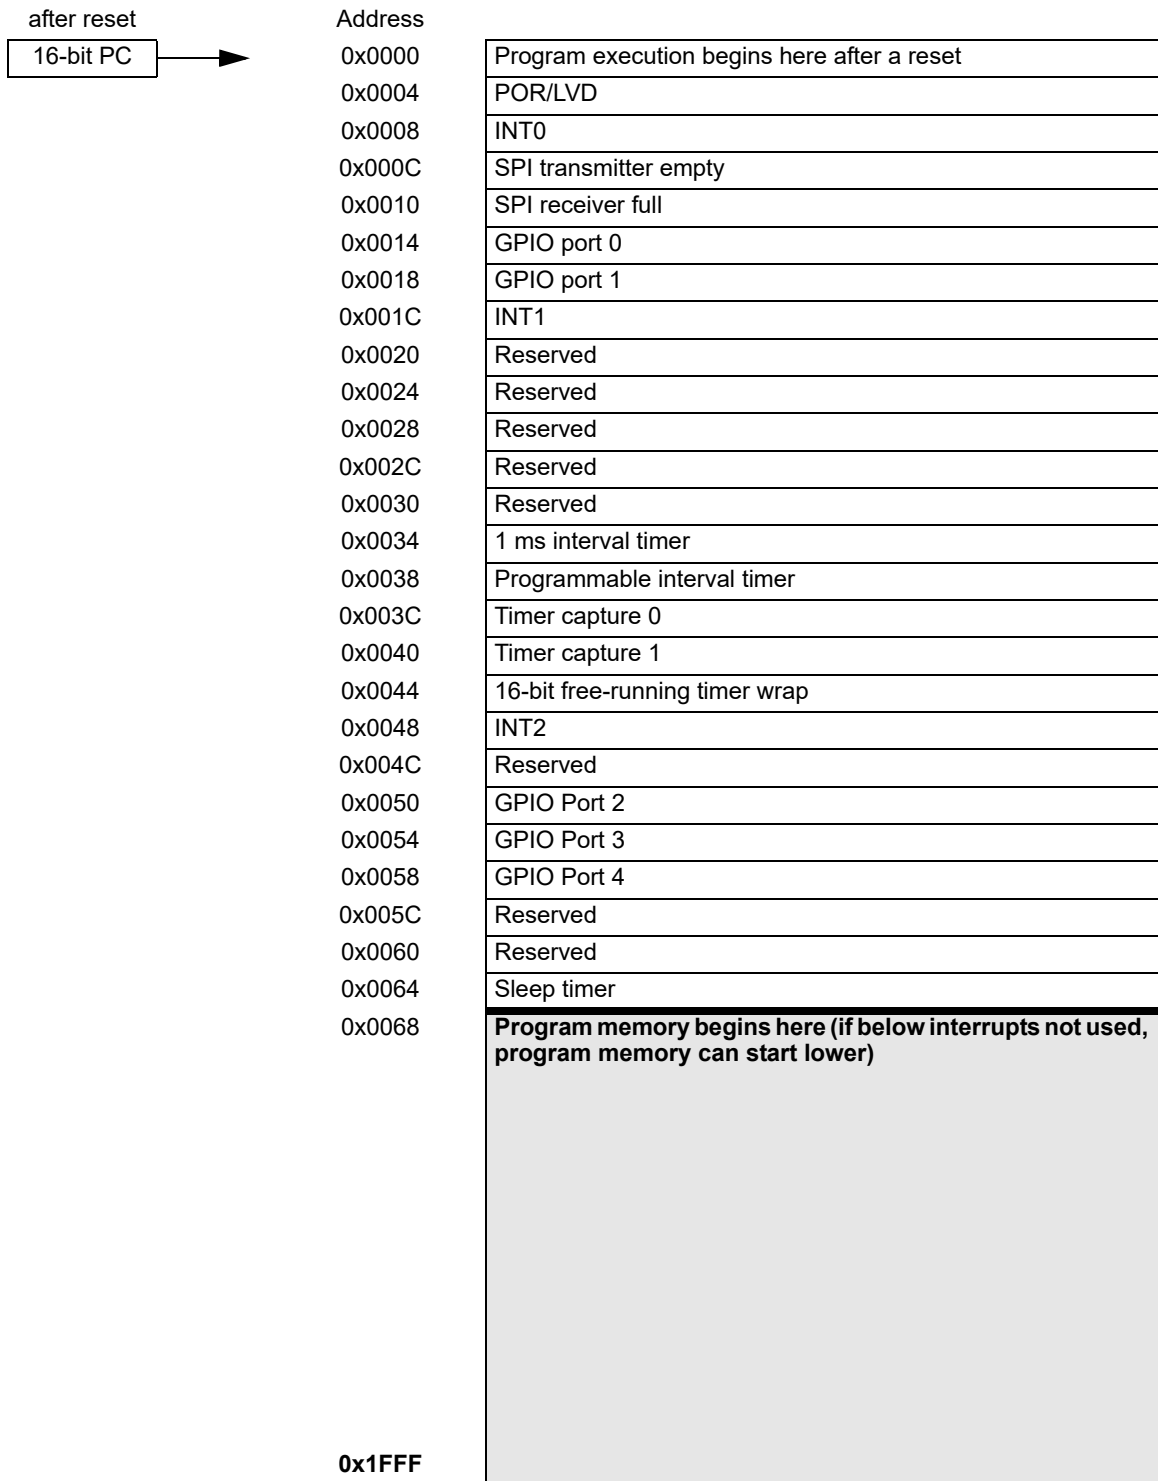 after reset Address
16-bit PC 0x0000 Program execution begins here after a reset
0x0004 POR/LVD
0x0008 INT0
0x000C SPI transmitter empty
0x0010 SPI receiver full
0x0014 GPIO port 0
0x0018 GPIO port 1
0x001C INT1
0x0020 Reserved
0x0024 Reserved
0x0028 Reserved
0x002C Reserved
0x0030 Reserved
0x0034 1 ms interval timer
0x0038 Programmable interval timer
0x003C Timer capture 0
0x0040 Timer capture 1
0x0044 16-bit free-running timer wrap
0x0048 INT2
0x004C Reserved
0x0050 GPIO Port 2
0x0054 GPIO Port 3
0x0058 GPIO Port 4
0x005C Reserved
0x0060 Reserved
0x0064 Sleep timer
0x0068 Program memory begins here (if below interrupts not used,
program memory can start lower)
0x1FFF